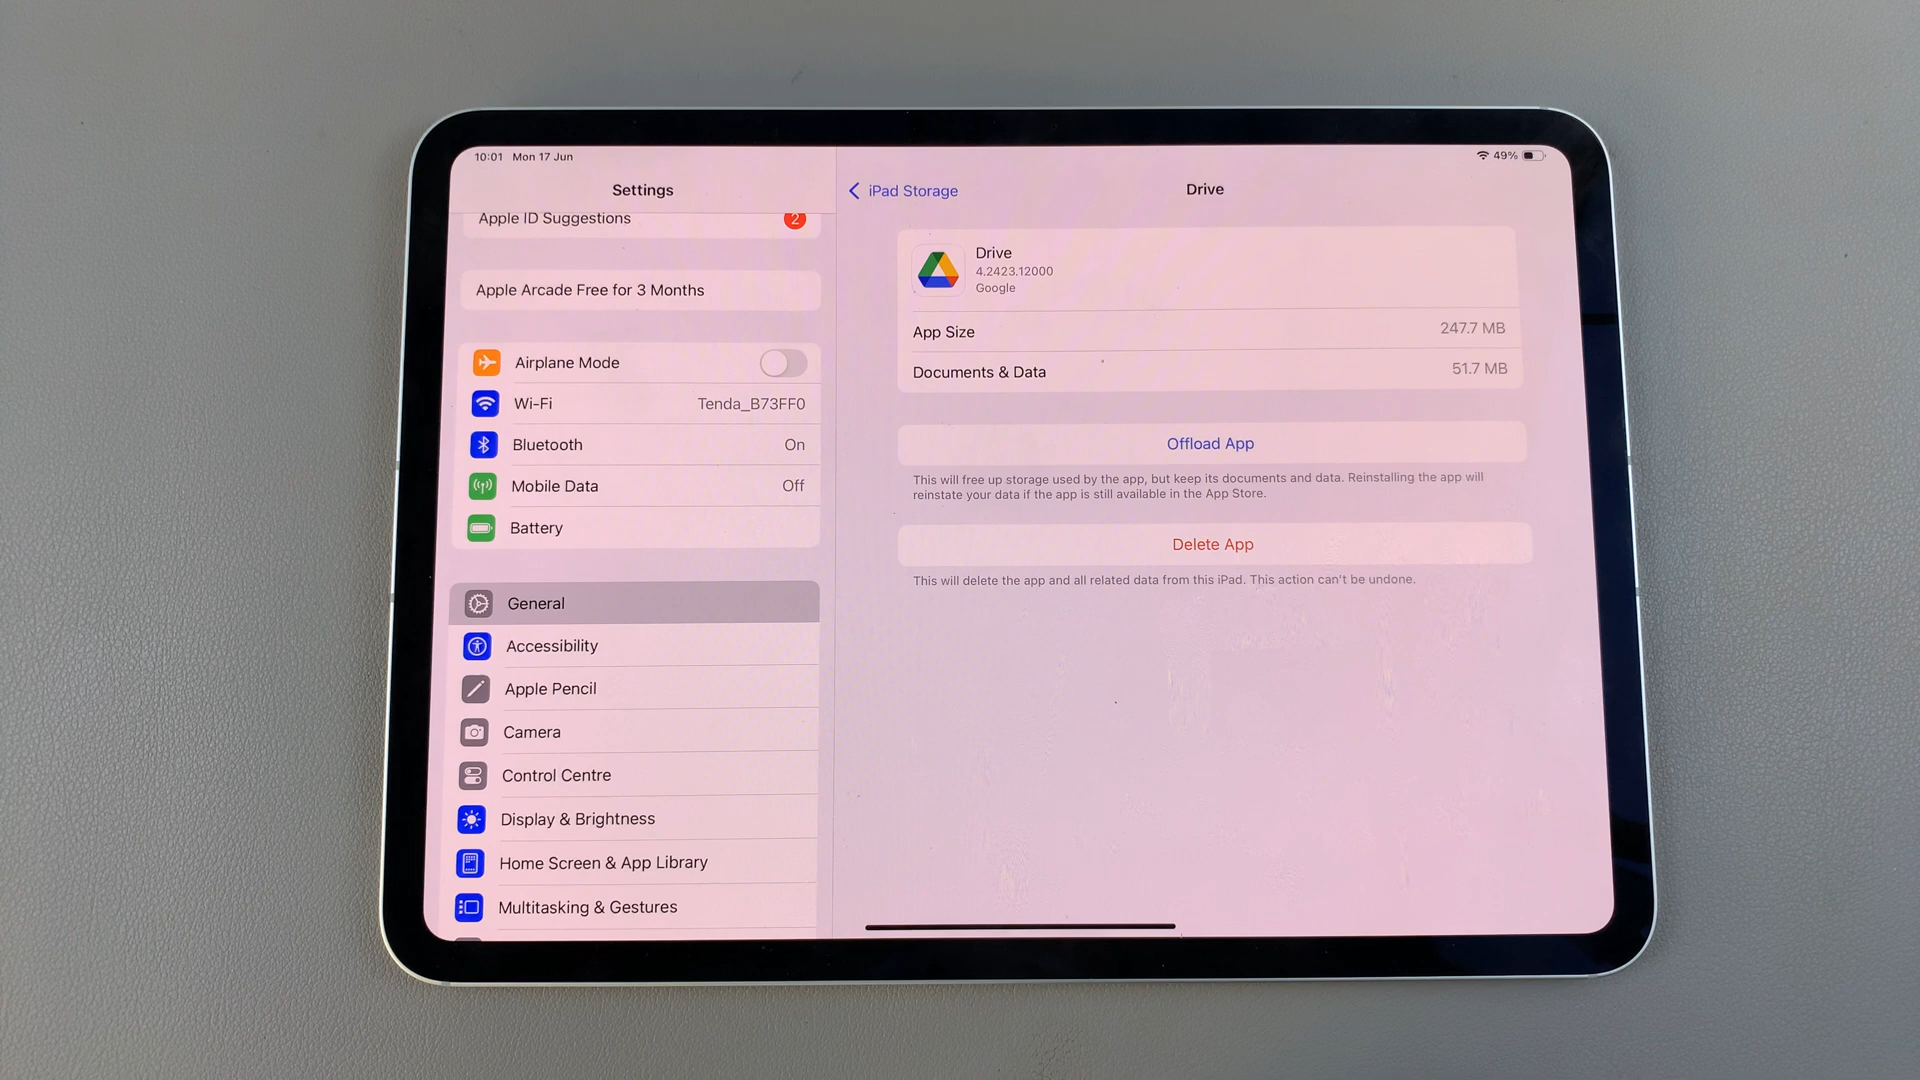 10:01 Mon 17 Jun
49%
Settings
Apple ID Suggestions
2
Apple Arcade Free for 3 Months
Airplane Mode
Wi-Fi
Tenda_B73FF0
Bluetooth
On
Mobile Data
Off
Battery
General
Accessibility
Apple Pencil
Camera
Control Centre
Display & Brightness
Home Screen & App Library
Multitasking & Gestures
iPad Storage
Drive
Drive
4.2423.12000
Google
App Size
247.7 MB
Documents & Data
51.7 MB
Offload App
This will free up storage used by the app, but keep its documents and data. Reinstalling the app will
reinstate your data if the app is still available in the App Store.
Delete App
This will delete the app and all related data from this iPad. This action can't be undone.